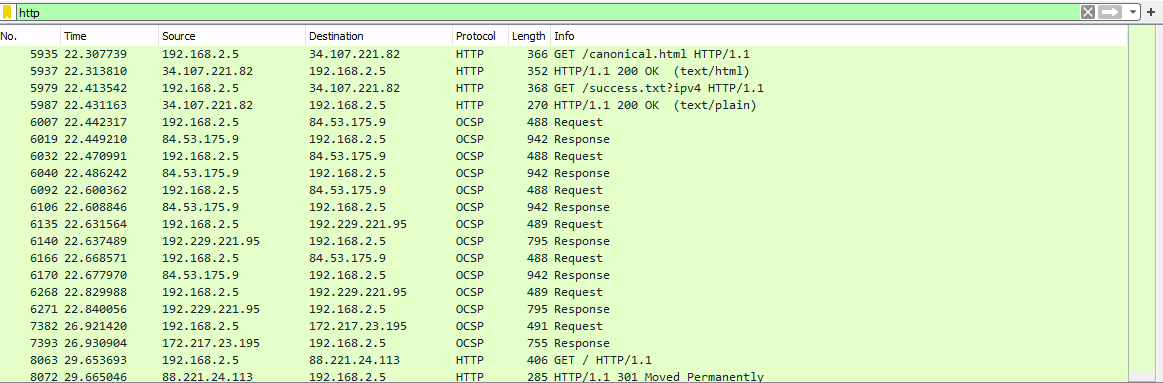 http
No. Time Source Destination Protocol Length Info
5935 22.307739 192.168.2.5 34.107.221.82 HTTP 366 GET /canonical.html HTTP/1.1
5937 22.313810 34.107.221.82 192.168.2.5 HTTP 352 HTTP/1.1 200 OK (text/html)
5979 22.413542 192.168.2.5 34.107.221.82 HTTP 368 GET /success.txt?ipv4 HTTP/1.1
5987 22.431163 34.107.221.82 192.168.2.5 HTTP 270 HTTP/1.1 200 OK (text/plain)
6007 22.442317 192.168.2.5 84.53.175.9 OCSP 488 Request
6019 22.449210 84.53.175.9 192.168.2.5 OCSP 942 Response
6032 22.470991 192.168.2.5 84.53.175.9 OCSP 488 Request
6040 22.486242 84.53.175.9 192.168.2.5 OCSP 942 Response
6092 22.600362 192.168.2.5 84.53.175.9 OCSP 488 Request
6106 22.608846 84.53.175.9 192.168.2.5 OCSP 942 Response
6135 22.631564 192.168.2.5 192.229.221.95 OCSP 489 Request
6140 22.637489 192.229.221.95 192.168.2.5 OCSP 795 Response
6166 22.668571 192.168.2.5 84.53.175.9 OCSP 488 Request
6170 22.677970 84.53.175.9 192.168.2.5 OCSP 942 Response
6268 22.829988 192.168.2.5 192.229.221.95 OCSP 489 Request
6271 22.840056 192.229.221.95 192.168.2.5 OCSP 795 Response
7382 26.921420 192.168.2.5 172.217.23.195 OCSP 491 Request
7393 26.930904 172.217.23.195 192.168.2.5 OCSP 755 Response
8063 29.653693 192.168.2.5 88.221.24.113 HTTP 406 GET / HTTP/1.1
8072 29.665046 88.221.24.113 192.168.2.5 HTTP 285 HTTP/1.1 301 Moved Permanently